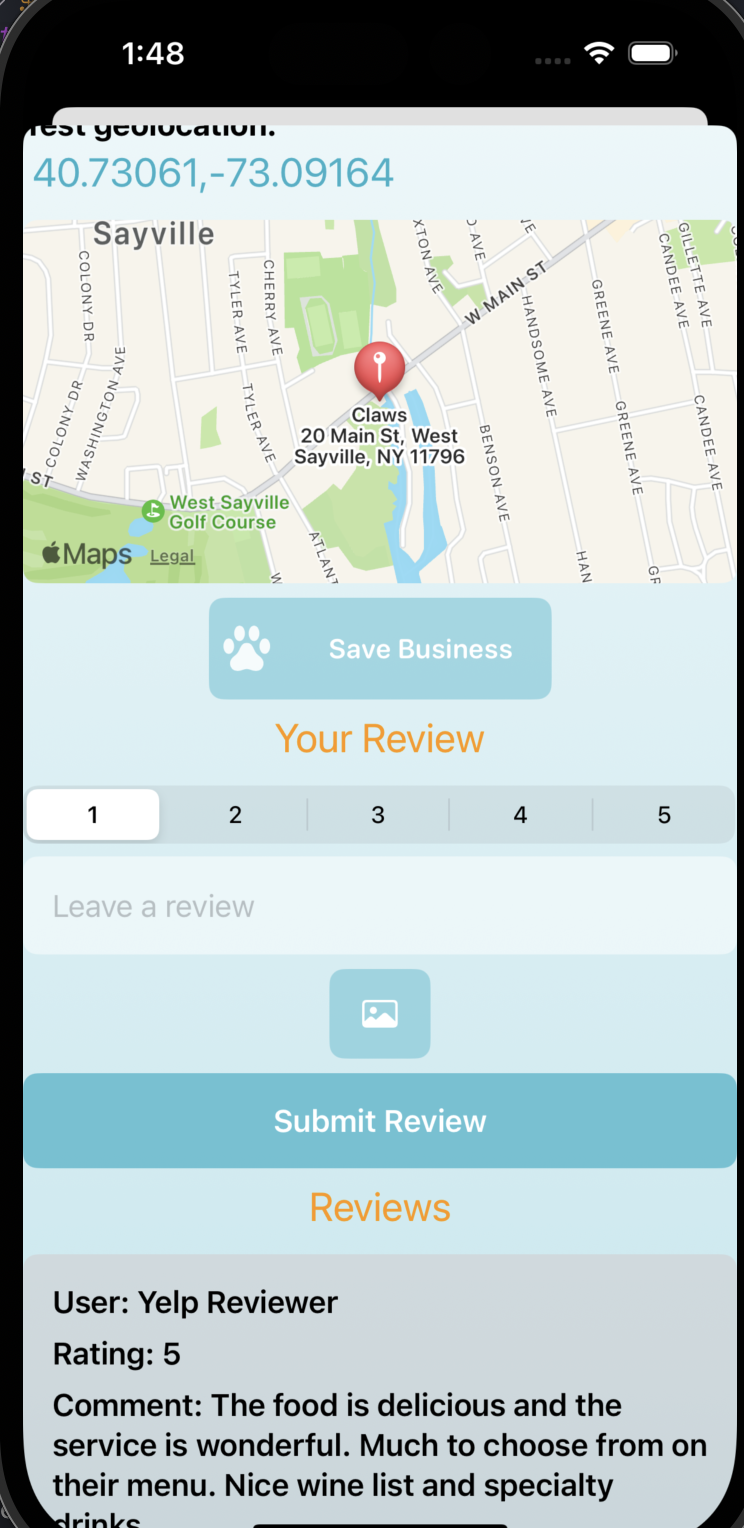 1:48
Test geolocation:
40.73061,-73.09164
Sayville
COLONY DR
TYLER AVE
CHERRY AVE
XTON AVE
D AVE
W MAIN ST
GREENE AVE
CANDEE AVE
GILLETTE AVE
HANDSOME AVE
COLONY DR
WASHINGTON AVE
TYLER AVE
Claws
20 Main St, West
Sayville, NY 11796
BENSON AVE
GREENE AVE
CANDEE AVE
ST
West Sayville
Golf Course
ATLANT
W
HAN
GR
Maps Legal
Save Business
Your Review
1 2 3 4 5
Leave a review
Submit Review
Reviews
User: Yelp Reviewer
Rating: 5
Comment: The food is delicious and the
service is wonderful. Much to choose from on
their menu. Nice wine list and specialty
drinks